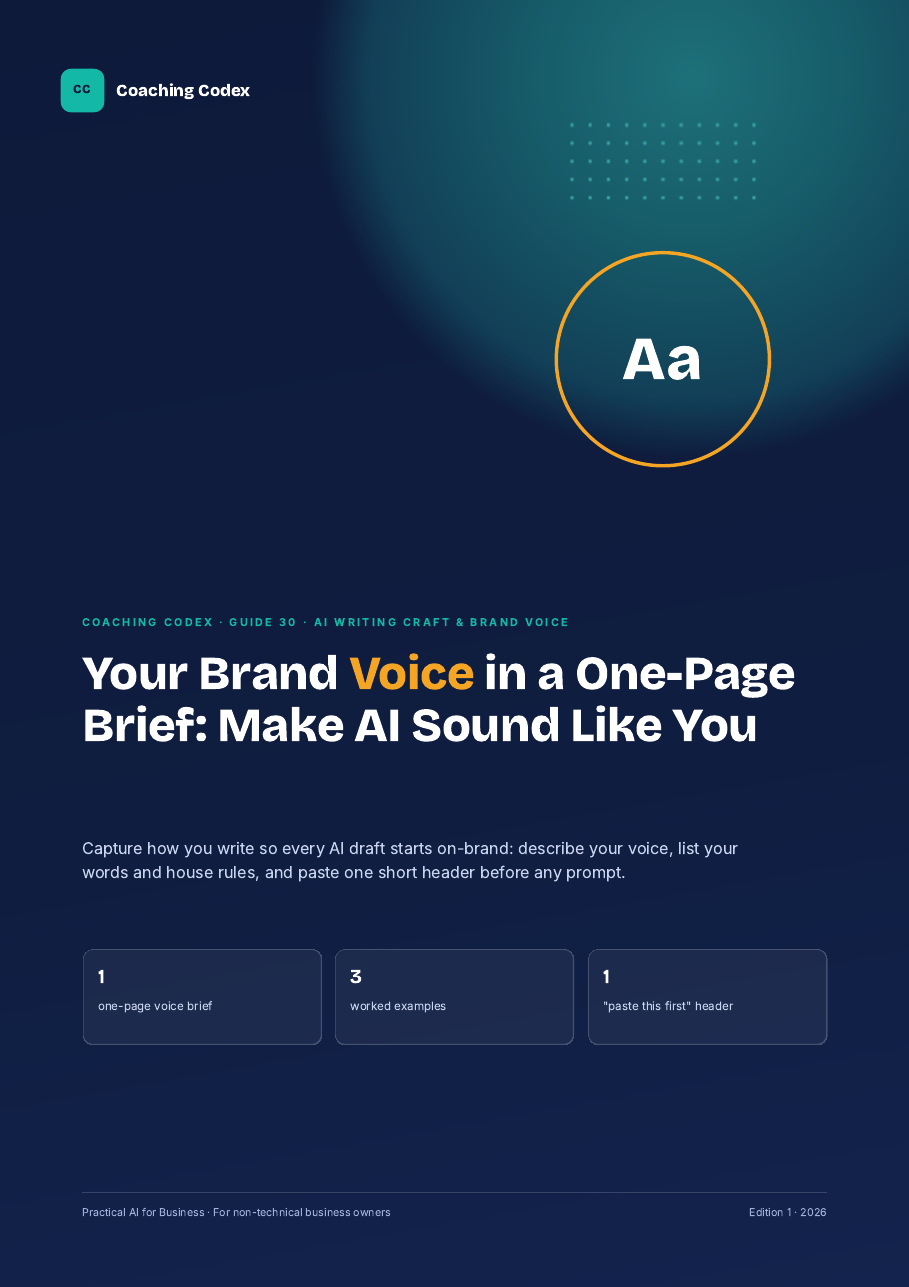 CC
Coaching Codex
Aa
COACHING CODEX · GUIDE 30 · AI WRITING CRAFT & BRAND VOICE
Your Brand Voice in a One-Page
Brief: Make AI Sound Like You
Capture how you write so every AI draft starts on-brand: describe your voice, list your
words and house rules, and paste one short header before any prompt.
1
one-page voice brief
3
worked examples
1
"paste this first" header
Practical AI for Business · For non-technical business owners
Edition 1 · 2026